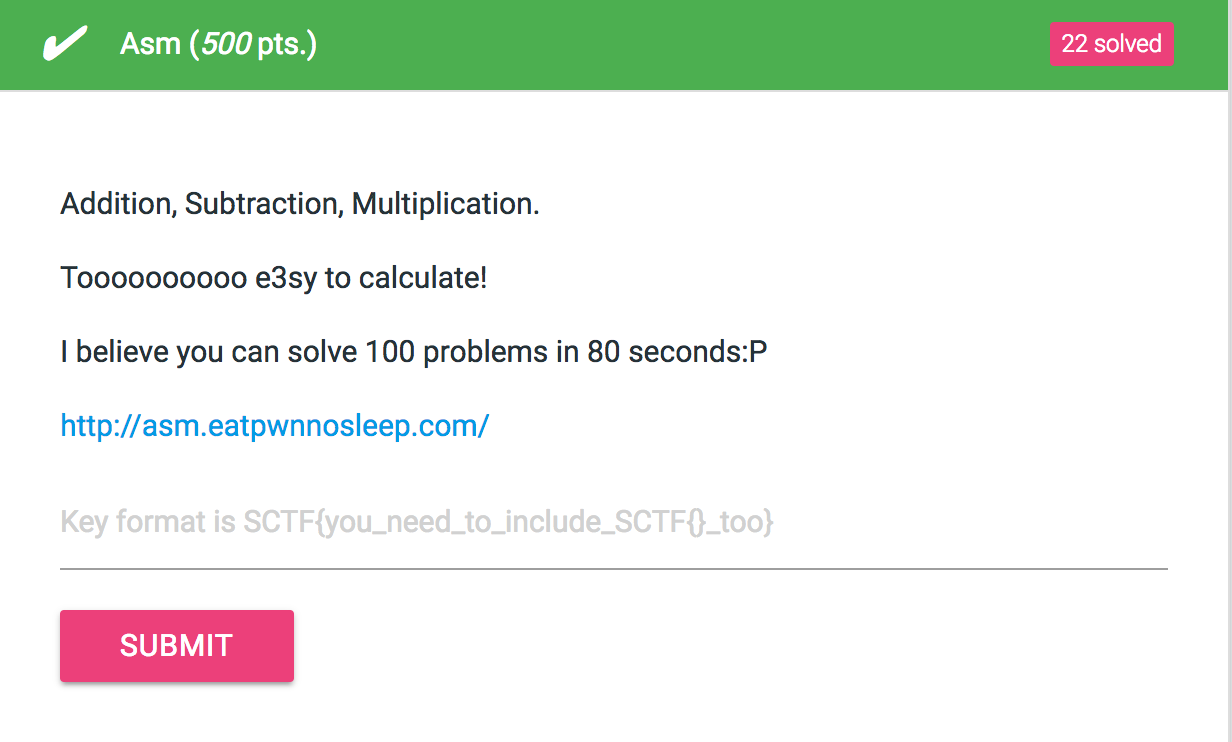 Asm (500 pts.)
22 solved
Addition, Subtraction, Multiplication.
Toooooooooo e3sy to calculate!
I believe you can solve 100 problems in 80 seconds:P
http://asm.eatpwnnosleep.com/
Key format is SCTF{you_need_to_include_SCTF{}_too}
SUBMIT